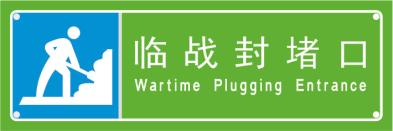 临战封堵口
Wartime Plugging Entrance